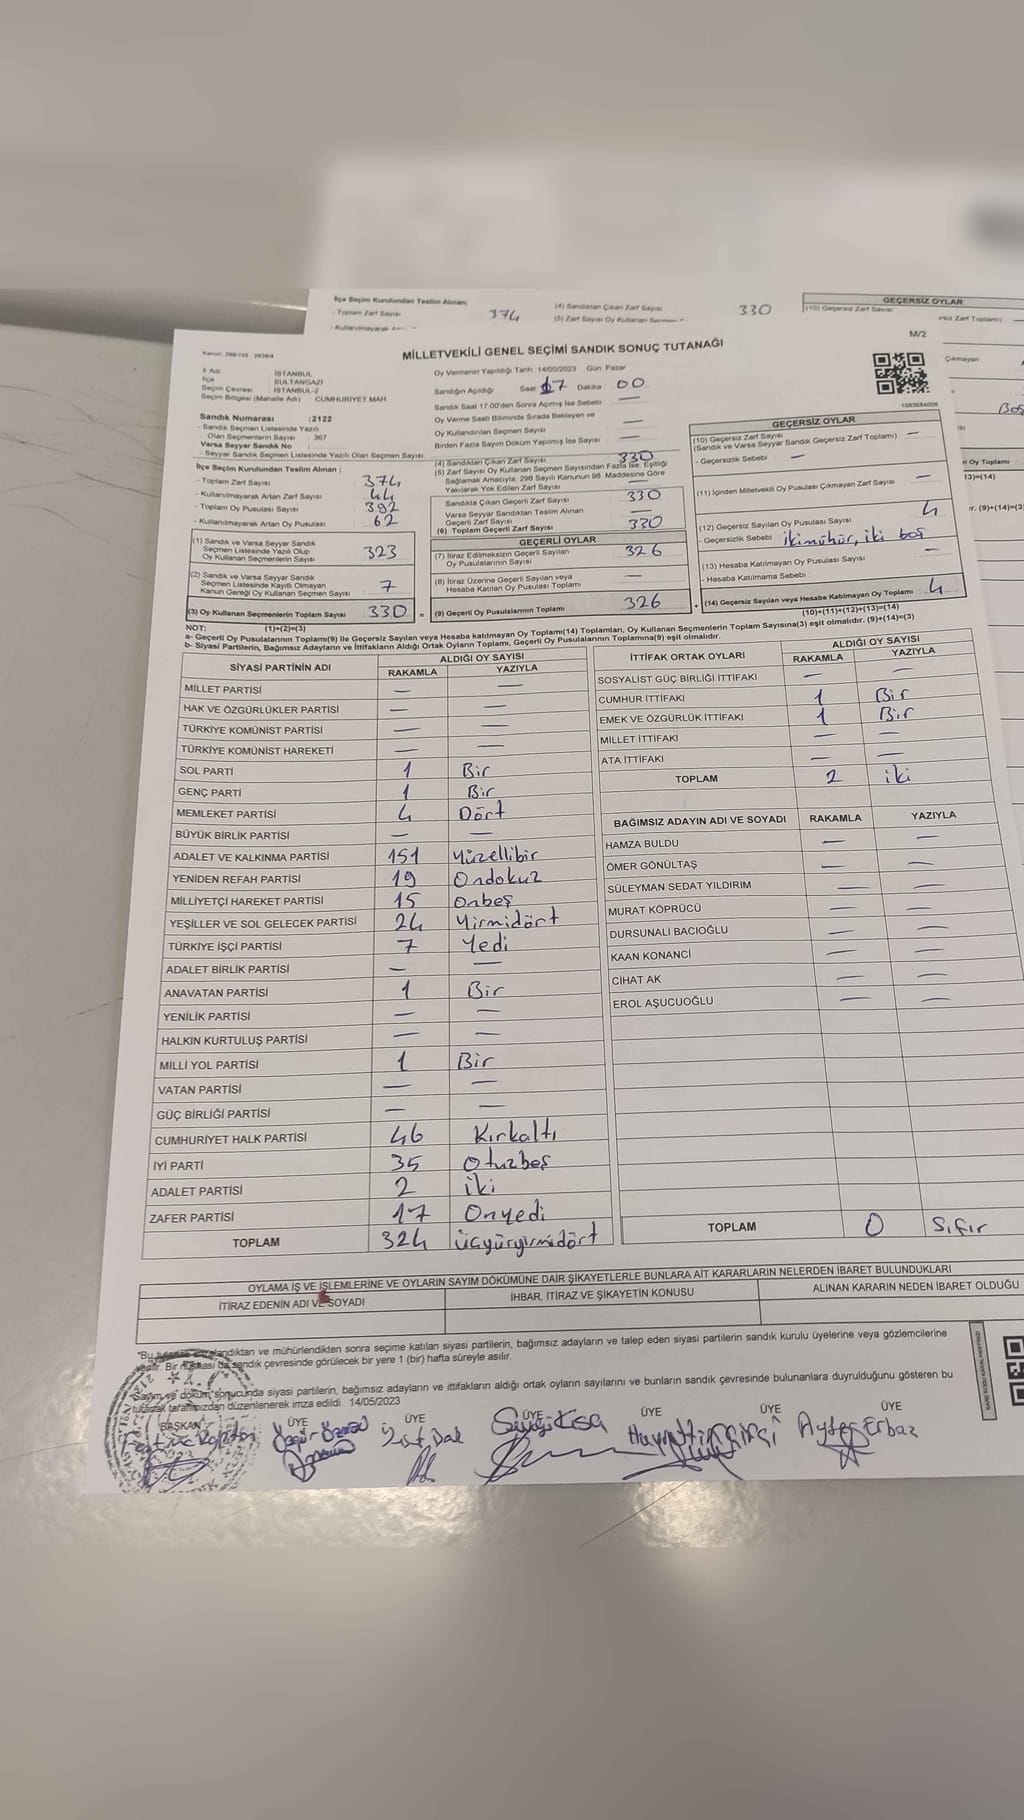 İlçe Seçim Kurulundan Teslim Alınan;
- Toplam Zarf Sayısı 374
- Kullanılmayarak
(4) Sandıktan Çıkan Zarf Sayısı 330
(5) Zarf Sayısı Oy Kullanan
GEÇERSİZ OYLAR
(10) Geçersiz Zarf Sayısı
Zarf Toplamı)
Çıkmayan
M/2
MİLLETVEKİLİ GENEL SEÇİMİ SANDIK SONUÇ TUTANAĞI
İl Adı : İSTANBUL
İlçe : SULTANGAZİ
Seçim Çevresi : İSTANBUL-2
Seçim Bölgesi (Mahalle Adı) : CUMHURİYET MAH.
Sandık Numarası : 2122
- Sandık Seçmen Listesinde Yazılı
Olan Seçmenlerin Sayısı : 367
Varsa Seyyar Sandık No :
- Seyyar Sandık Seçmen Listesinde Yazılı Olan Seçmen Sayısı
Oy Vermenin Yapıldığı Tarih :14/05/2023 Gün: Pazar
Sandığın Açıldığı Saat 17 Dakika 00
Sandık Saat 17:00'den Sonra Açılmış İse Sebebi : —
Oy Verme Saati Bitiminde Sırada Bekleyen ve
Oy Kullandırılan Seçmen Sayısı —
Birden Fazla Sayım Döküm Yapılmış İse Sayısı —
İlçe Seçim Kurulundan Teslim Alınan ;
- Toplam Zarf Sayısı 374
- Kullanılmayarak Artan Zarf Sayısı 44
- Toplam Oy Pusulası Sayısı 392
- Kullanılmayarak Artan Oy Pusulası 62
(1) Sandık ve Varsa Seyyar Sandık
Seçmen Listesinde Yazılı Olup
Oy Kullanan Seçmenlerin Sayısı 323
(2) Sandık ve Varsa Seyyar Sandık
Seçmen Listesinde Kayıtlı Olmayan
Kanun Gereği Oy Kullanan Seçmen Sayısı 7
(3) Oy Kullanan Seçmenlerin Toplam Sayısı 330 =
(1)+(2)=(3)
(4) Sandıktan Çıkan Zarf Sayısı 330
(5) Zarf Sayısı Oy Kullanan Seçmen Sayısından Fazla İse, Eşitliği
Sağlamak Amacıyla, 298 Sayılı Kanunun 98. Maddesine Göre
Yakılarak Yok Edilen Zarf Sayısı —
Sandıkta Çıkan Geçerli Zarf Sayısı 330
Varsa Seyyar Sandıktan Teslim Alınan
Geçerli Zarf Sayısı —
(6) Toplam Geçerli Zarf Sayısı 330
GEÇERLİ OYLAR
(7) İtiraz Edilmeksizin Geçerli Sayılan
Oy Pusulalarının Sayısı 326
(8) İtiraz Üzerine Geçerli Sayılan veya
Hesaba Katılan Oy Pusulası Toplamı —
(9) Geçerli Oy Pusulalarının Toplamı 326 +
GEÇERSİZ OYLAR
(10) Geçersiz Zarf Sayısı
(Sandık ve Varsa Seyyar Sandık Geçersiz Zarf Toplamı) —
- Geçersizlik Sebebi : —
(11) İçinden Milletvekili Oy Pusulası Çıkmayan Zarf Sayısı —
(12) Geçersiz Sayılan Oy Pusulası Sayısı 4
- Geçersizlik Sebebi : iki mühür, iki boş
(13) Hesaba Katılmayan Oy Pusulası Sayısı —
- Hesaba Katılmama Sebebi :
(14) Geçersiz Sayılan veya Hesaba Katılmayan Oy Toplamı 4
(10)+(11)+(12)+(13)=(14)
NOT:
a- Geçerli Oy Pusulalarının Toplamı(9) ile Geçersiz Sayılan veya Hesaba katılmayan Oy Toplamı(14) Toplamları, Oy Kullanan Seçmenlerin Toplam Sayısına(3) eşit olmalıdır. (9)+(14)=(3)
b- Siyasi Partilerin, Bağımsız Adayların ve İttifakların Aldığı Ortak Oyların Toplamı, Geçerli Oy Pusulalarının Toplamına(9) eşit olmalıdır.
SİYASİ PARTİNİN ADI ALDIĞI OY SAYISI
RAKAMLA YAZIYLA
MİLLET PARTİSİ — —
HAK VE ÖZGÜRLÜKLER PARTİSİ — —
TÜRKİYE KOMÜNİST PARTİSİ — —
TÜRKİYE KOMÜNİST HAREKETİ — —
SOL PARTİ 1 Bir
GENÇ PARTİ 1 Bir
MEMLEKET PARTİSİ 4 Dört
BÜYÜK BİRLİK PARTİSİ — —
ADALET VE KALKINMA PARTİSİ 151 Yüzellibir
YENİDEN REFAH PARTİSİ 19 Ondokuz
MİLLİYETÇİ HAREKET PARTİSİ 15 Onbeş
YEŞİLLER VE SOL GELECEK PARTİSİ 24 Yirmidört
TÜRKİYE İŞÇİ PARTİSİ 7 Yedi
ADALET BİRLİK PARTİSİ — —
ANAVATAN PARTİSİ 1 Bir
YENİLİK PARTİSİ — —
HALKIN KURTULUŞ PARTİSİ — —
MİLLİ YOL PARTİSİ 1 Bir
VATAN PARTİSİ — —
GÜÇ BİRLİĞİ PARTİSİ — —
CUMHURİYET HALK PARTİSİ 46 Kırkaltı
İYİ PARTİ 35 Otuzbeş
ADALET PARTİSİ 2 iki
ZAFER PARTİSİ 17 Onyedi
TOPLAM 324 üçyüzyirmidört
İTTİFAK ORTAK OYLARI ALDIĞI OY SAYISI
RAKAMLA YAZIYLA
SOSYALİST GÜÇ BİRLİĞİ İTTİFAKI — —
CUMHUR İTTİFAKI 1 Bir
EMEK VE ÖZGÜRLÜK İTTİFAKI 1 Bir
MİLLET İTTİFAKI — —
ATA İTTİFAKI — —
TOPLAM 2 iki
BAĞIMSIZ ADAYIN ADI VE SOYADI RAKAMLA YAZIYLA
HAMZA BULDU — —
ÖMER GÖNÜLTAŞ — —
SÜLEYMAN SEDAT YILDIRIM — —
MURAT KÖPRÜCÜ — —
DURSUNALİ BACIOĞLU — —
KAAN KONANCİ — —
CİHAT AK — —
EROL AŞUCUOĞLU — —
TOPLAM 0 Sıfır
OYLAMA İŞ VE İŞLEMLERİNE VE OYLARIN SAYIM DÖKÜMÜNE DAİR ŞİKAYETLERLE BUNLARA AİT KARARLARIN NELERDEN İBARET BULUNDUKLARI
İTİRAZ EDENİN ADI VE SOYADI İHBAR, İTİRAZ VE ŞİKAYETİN KONUSU ALINAN KARARIN NEDEN İBARET OLDUĞU
sandıktan ve mühürlendikten sonra seçime katılan siyasi partilerin, bağımsız adayların ve talep eden siyasi partilerin sandık kurulu üyelerine veya gözlemcilerine
verilir. Bir nüshası da sandık çevresinde görülecek bir yere 1 (bir) hafta süreyle asılır.
Sayım ve döküm sonucunda siyasi partilerin, bağımsız adayların ve ittifakların aldığı ortak oyların sayılarını ve bunların sandık çevresinde bulunanlara duyrulduğunu gösteren bu
tutanak tarafımızdan düzenlenerek imza edildi. 14/05/2023
BAŞKAN ÜYE ÜYE ÜYE ÜYE ÜYE ÜYE